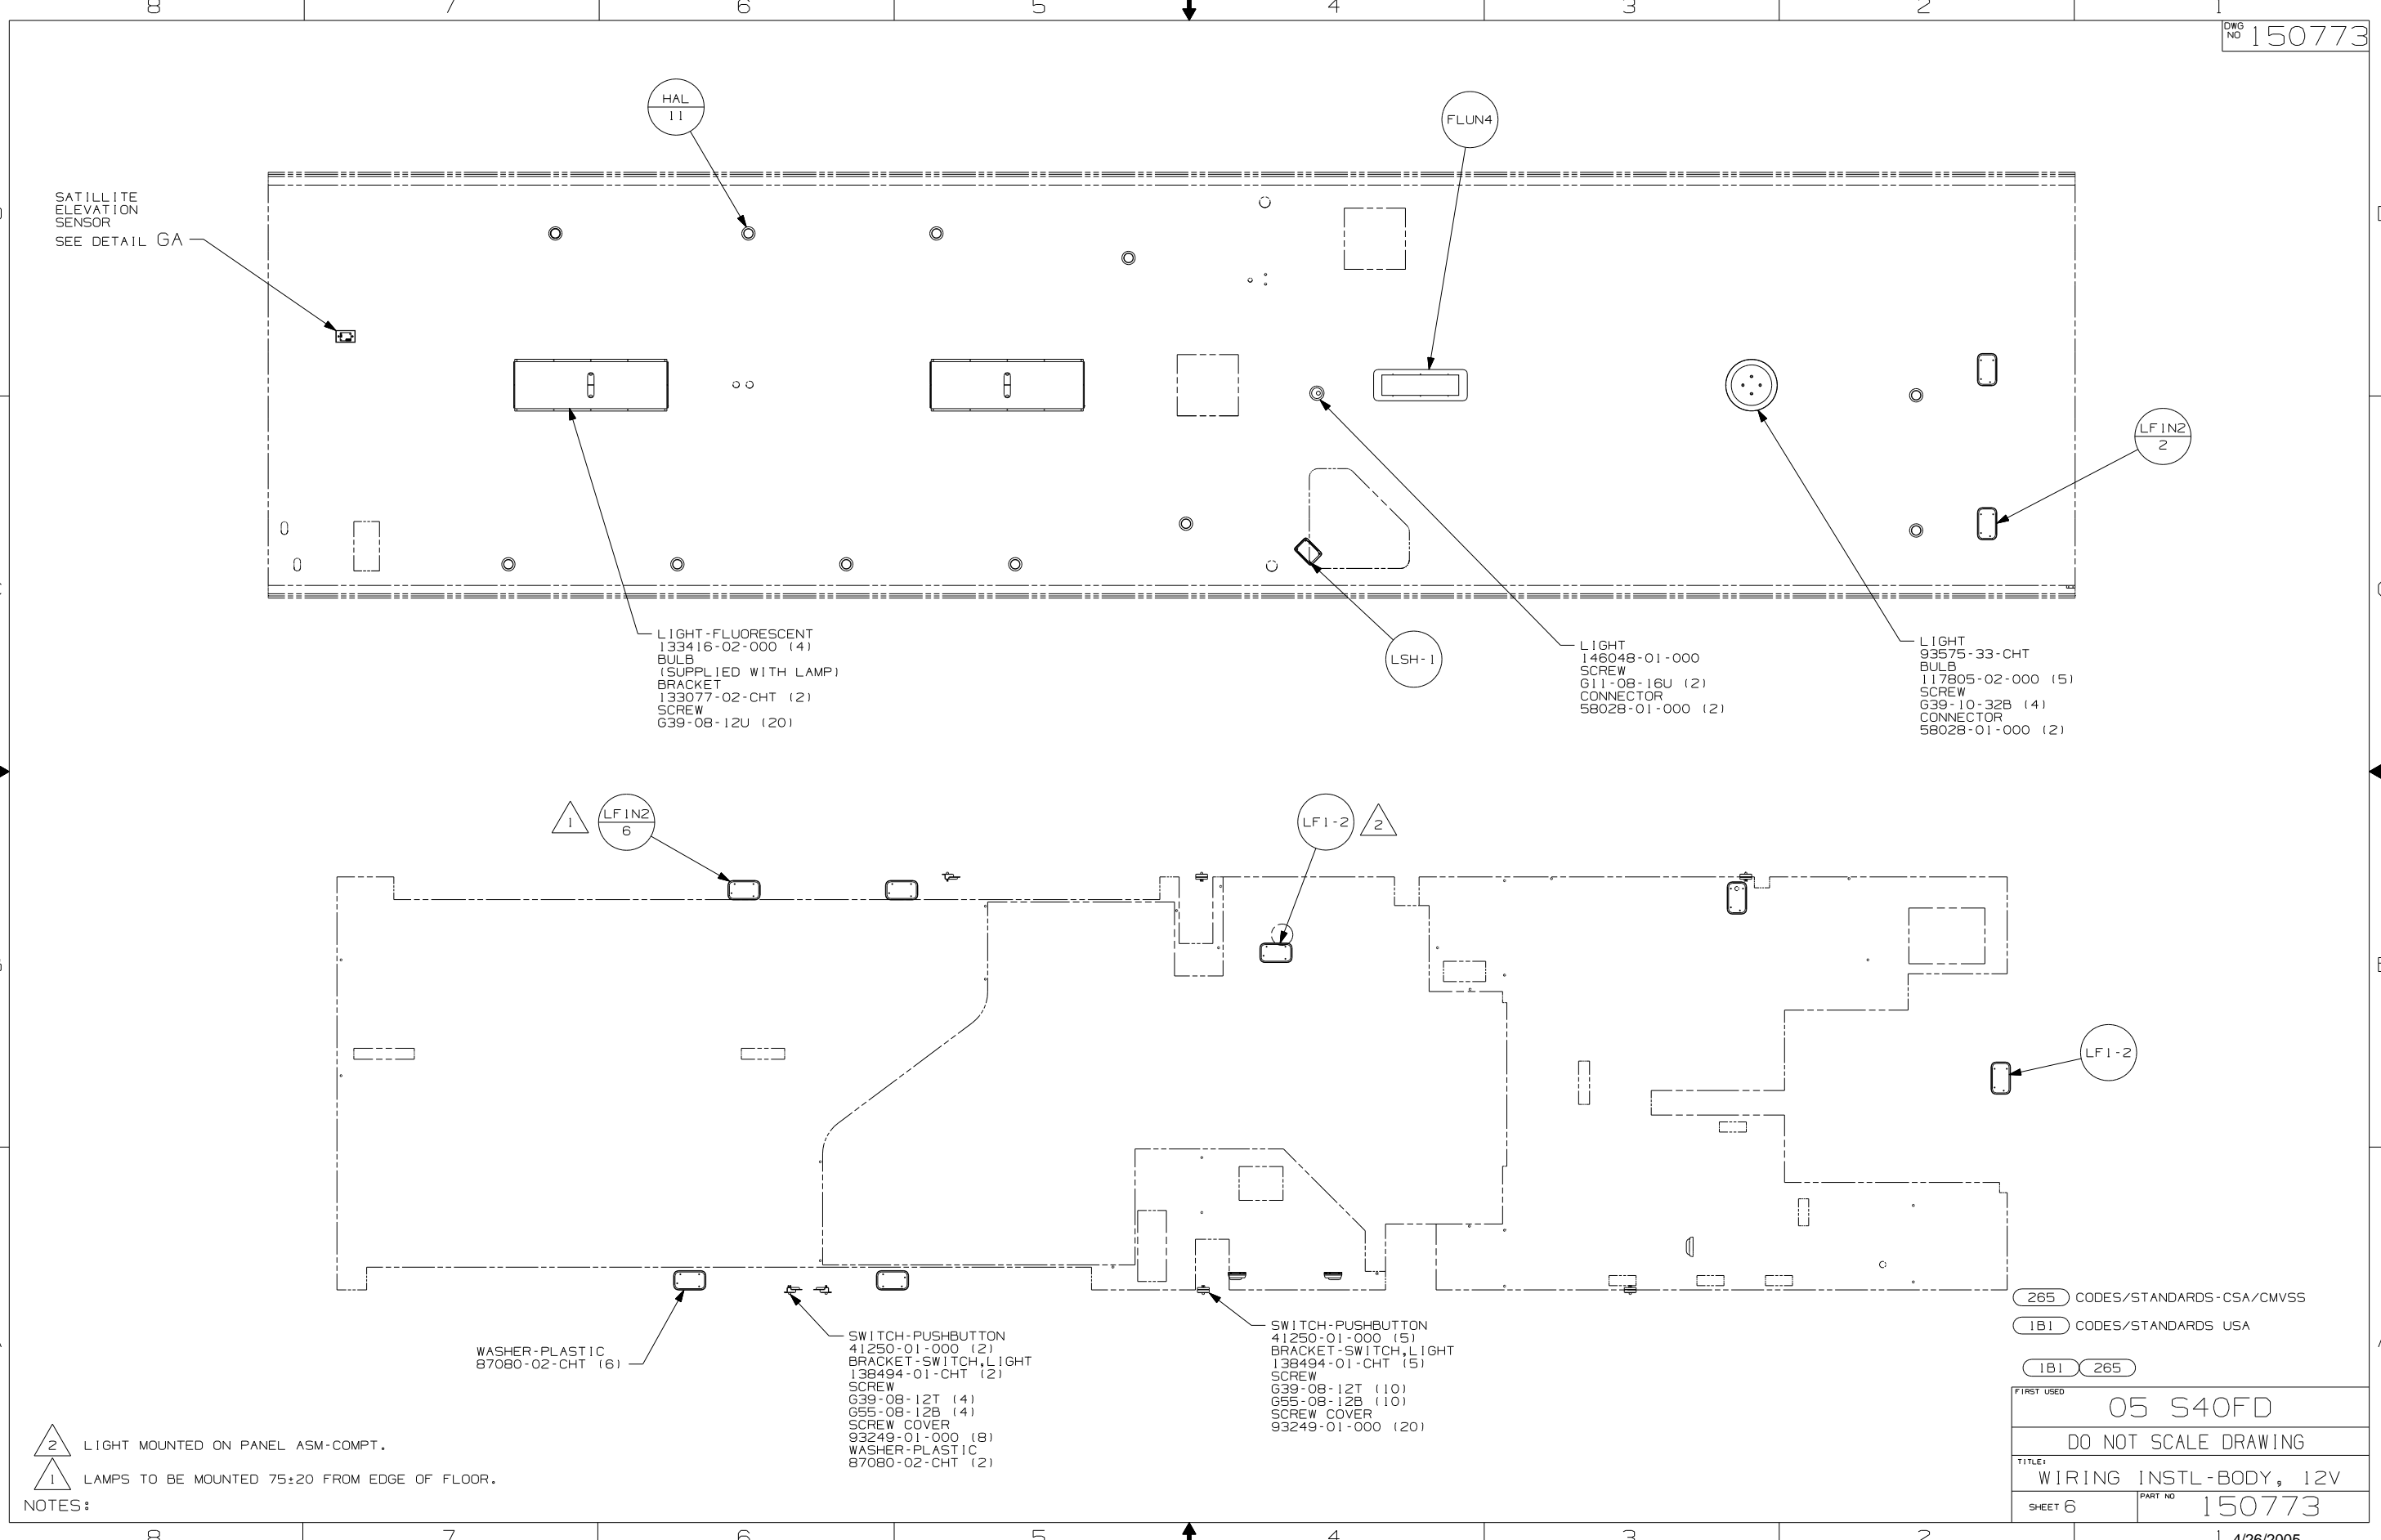 8 7 6 5 4 3 2 1
DWG NO 150773
HAL
11
FLUN4
SATILLITE
ELEVATION
SENSOR
SEE DETAIL GA
D
D
LF1N2
2
C
LSH-1
LIGHT-FLUORESCENT
133416-02-000 (4)
BULB
(SUPPLIED WITH LAMP)
BRACKET
133077-02-CHT (2)
SCREW
G39-08-12U (20)
LIGHT
146048-01-000
SCREW
G11-08-16U (2)
CONNECTOR
58028-01-000 (2)
LIGHT
93575-33-CHT
BULB
117805-02-000 (5)
SCREW
G39-10-32B (4)
CONNECTOR
58028-01-000 (2)
1
LF1N2
6
LF1-2
2
B
LF1-2
WASHER-PLASTIC
87080-02-CHT (6)
SWITCH-PUSHBUTTON
41250-01-000 (2)
BRACKET-SWITCH,LIGHT
138494-01-CHT (2)
SCREW
G39-08-12T (4)
G55-08-12B (4)
SCREW COVER
93249-01-000 (8)
WASHER-PLASTIC
87080-02-CHT (2)
SWITCH-PUSHBUTTON
41250-01-000 (5)
BRACKET-SWITCH,LIGHT
138494-01-CHT (5)
SCREW
G39-08-12T (10)
G55-08-12B (10)
SCREW COVER
93249-01-000 (20)
265 CODES/STANDARDS-CSA/CMVSS
1B1 CODES/STANDARDS USA
1B1 265
FIRST USED
05 S40FD
DO NOT SCALE DRAWING
TITLE:
WIRING INSTL-BODY, 12V
SHEET 6
PART NO 150773
2 LIGHT MOUNTED ON PANEL ASM-COMPT.
1 LAMPS TO BE MOUNTED 75±20 FROM EDGE OF FLOOR.
NOTES:
8 7 6 5 4 3 2 1
4/26/2005